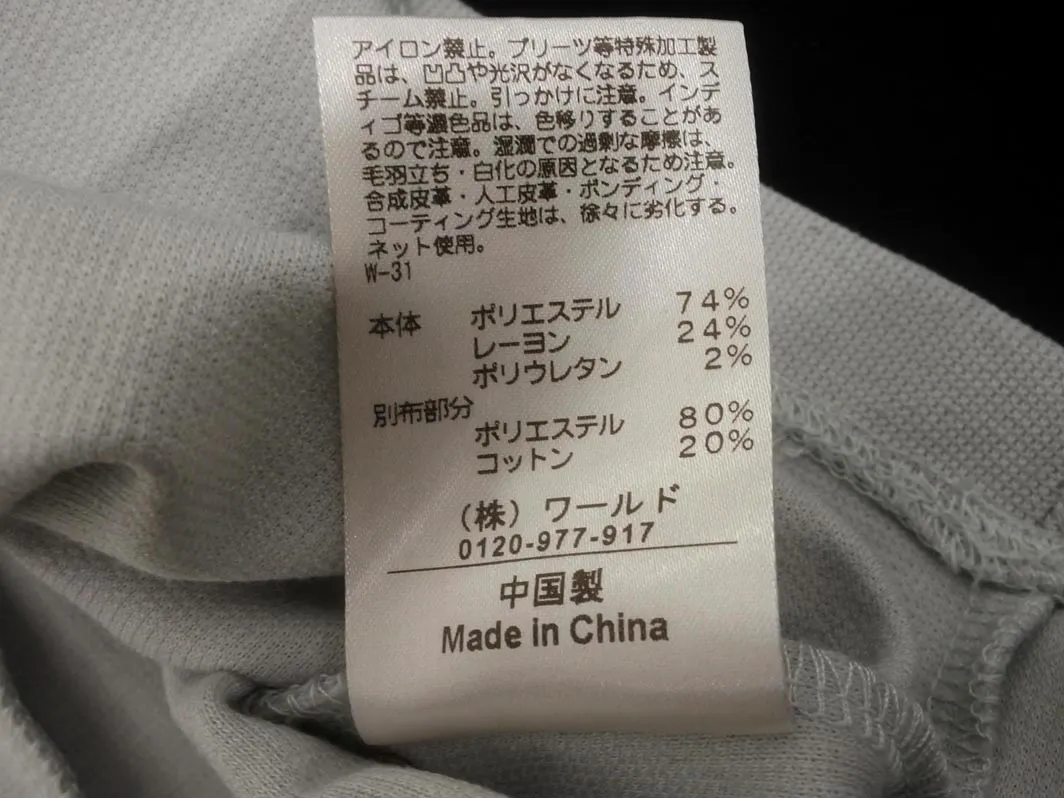 アイロン禁止。プリーツ等特殊加工製
品は、凹凸や光沢がなくなるため、ス
チーム禁止。引っかけに注意。インデ
ィゴ等濃色品は、色移りすることがあ
るので注意。湿潤での過剰な摩擦は、
毛羽立ち・白化の原因となるため注意。
合成皮革・人工皮革・ボンディング・
コーティング生地は、徐々に劣化する。
ネット使用。
W-31
本体 ポリエステル 74%
レーヨン 24%
ポリウレタン 2%
別布部分
ポリエステル 80%
コットン 20%
(株) ワールド
0120-977-917
中国製
Made in China